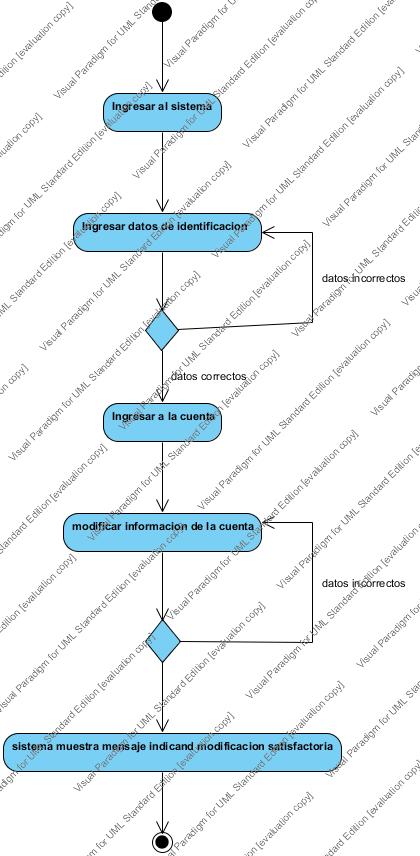 Ingresar al sistema
Ingresar datos de identificacion
datos incorrectos
datos correctos
Ingresar a la cuenta
modificar informacion de la cuenta
datos incorrectos
sistema muestra mensaje indicand modificacion satisfactoria
Visual Paradigm for UML Standard Edition [evaluation copy]